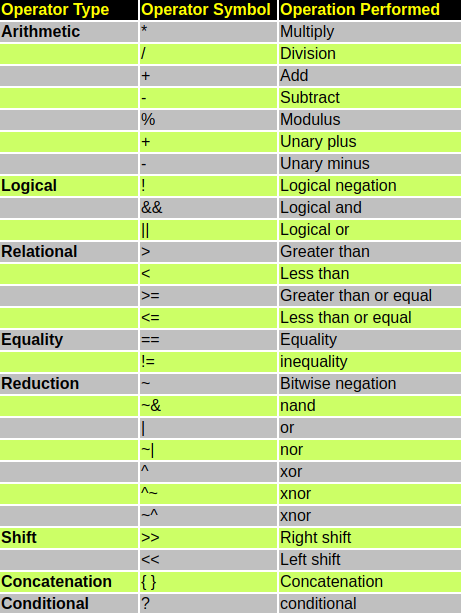 Operator Type Operator Symbol Operation Performed
Arithmetic * Multiply
/ Division
+ Add
- Subtract
% Modulus
+ Unary plus
- Unary minus
Logical ! Logical negation
&& Logical and
|| Logical or
Relational > Greater than
< Less than
>= Greater than or equal
<= Less than or equal
Equality == Equality
!= inequality
Reduction ~ Bitwise negation
~& nand
| or
~| nor
^ xor
^~ xnor
~^ xnor
Shift >> Right shift
<< Left shift
Concatenation { } Concatenation
Conditional ? conditional